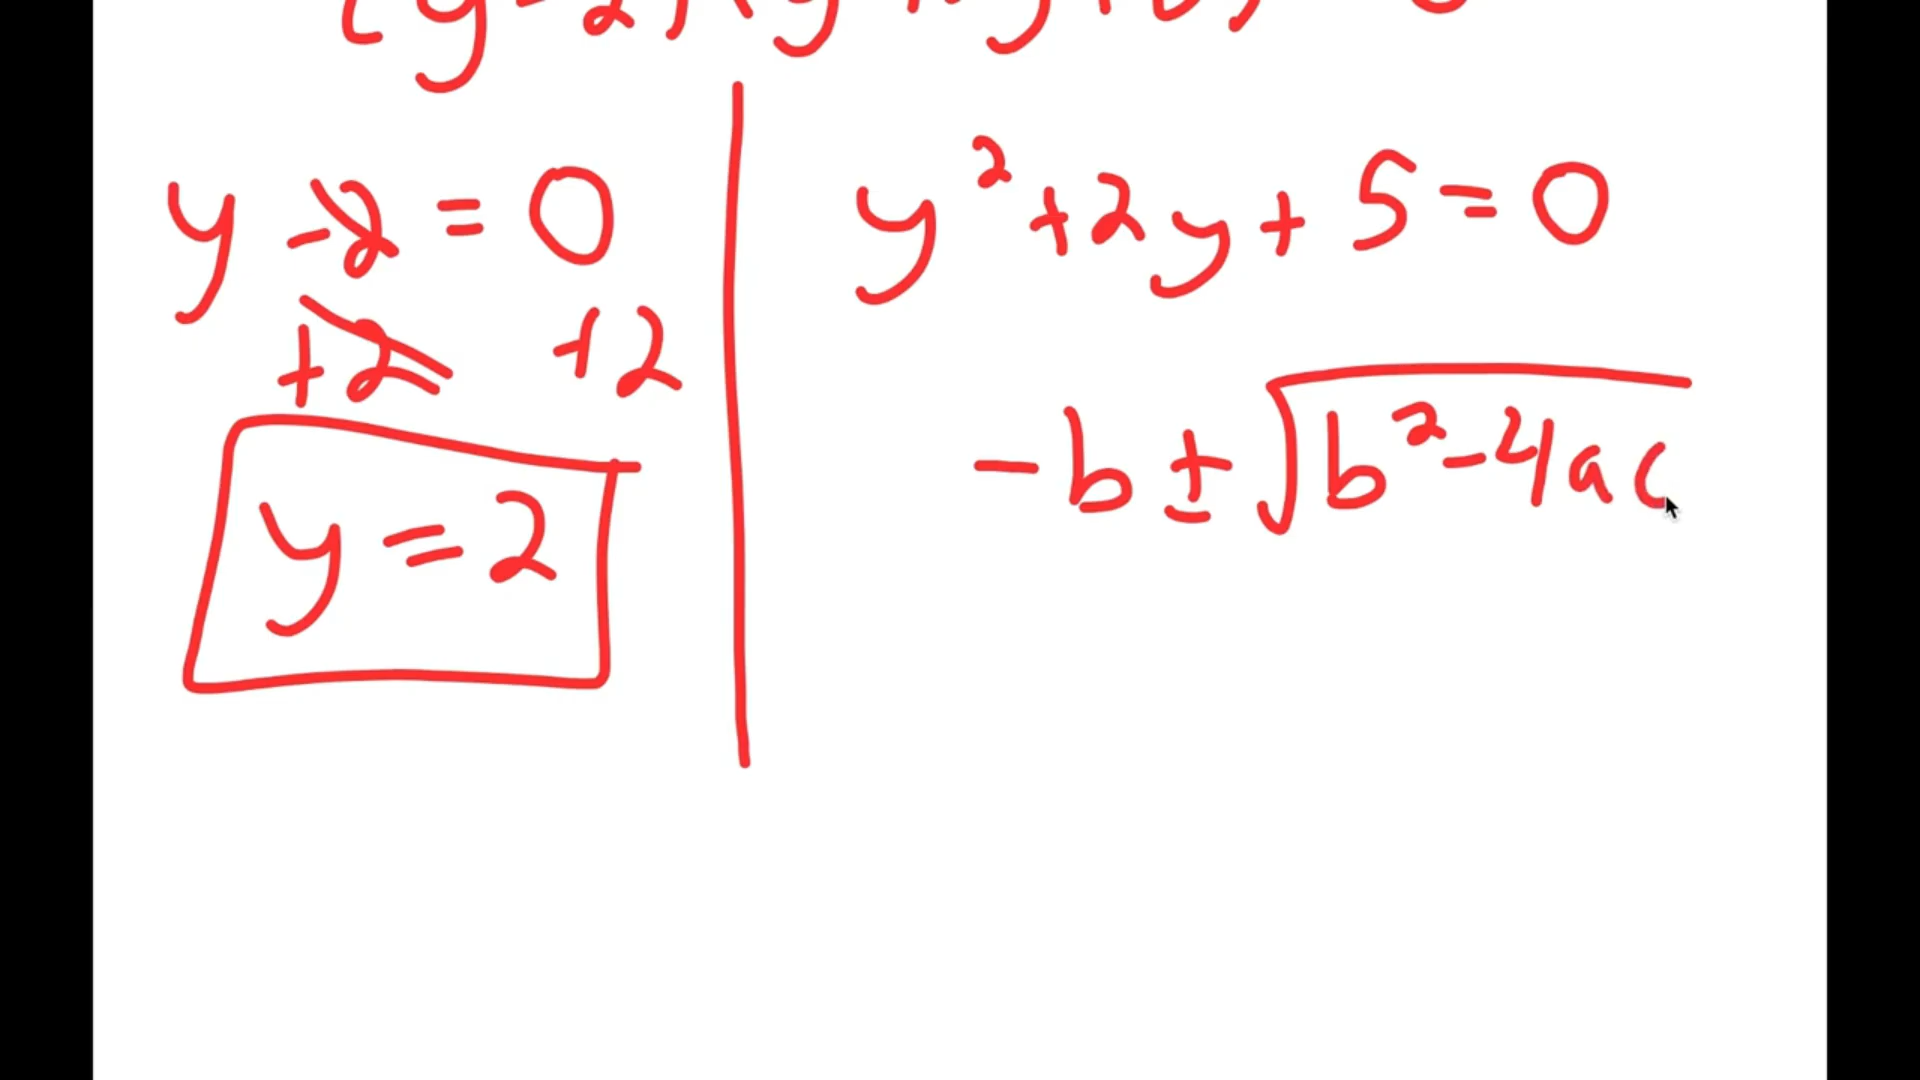 y - 2 = 0
+2 +2
y = 2
y² + 2y + 5 = 0
-b ± √b² - 4ac